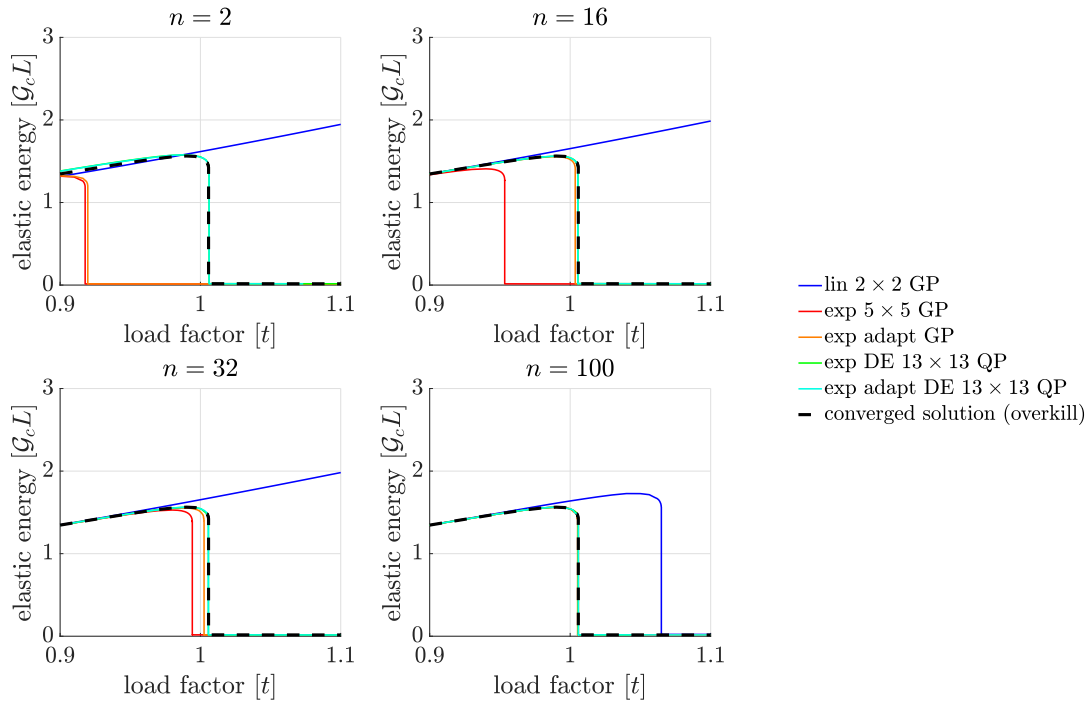 n = 2
elastic energy [𝒢cL]
3
2
1
0
0.9
1
1.1
load factor [t]
n = 16
elastic energy [𝒢cL]
3
2
1
0
0.9
1
1.1
load factor [t]
n = 32
elastic energy [𝒢cL]
3
2
1
0
0.9
1
1.1
load factor [t]
n = 100
elastic energy [𝒢cL]
3
2
1
0
0.9
1
1.1
load factor [t]
lin 2 × 2 GP
exp 5 × 5 GP
exp adapt GP
exp DE 13 × 13 QP
exp adapt DE 13 × 13 QP
converged solution (overkill)